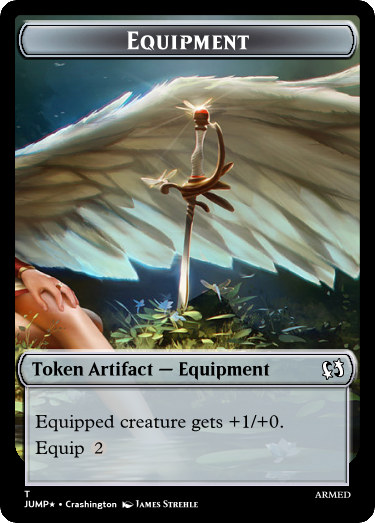 EQUIPMENT
Token Artifact — Equipment
Equipped creature gets +1/+0.
Equip 2
T
ARMED
JUMP★ • Crashington JAMES STREHLE